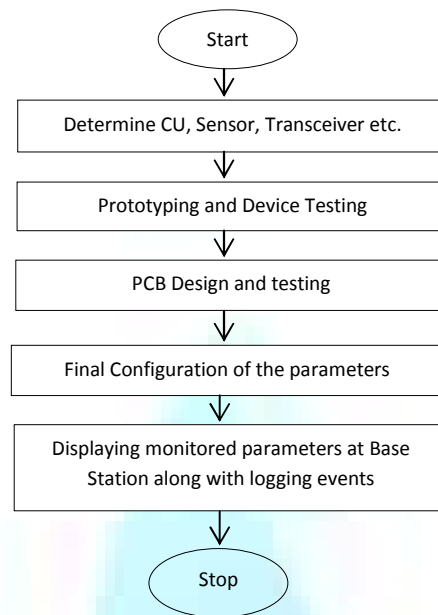 Start
Determine CU, Sensor, Transceiver etc.
Prototyping and Device Testing
PCB Design and testing
Final Configuration of the parameters
Displaying monitored parameters at Base
Station along with logging events
Stop